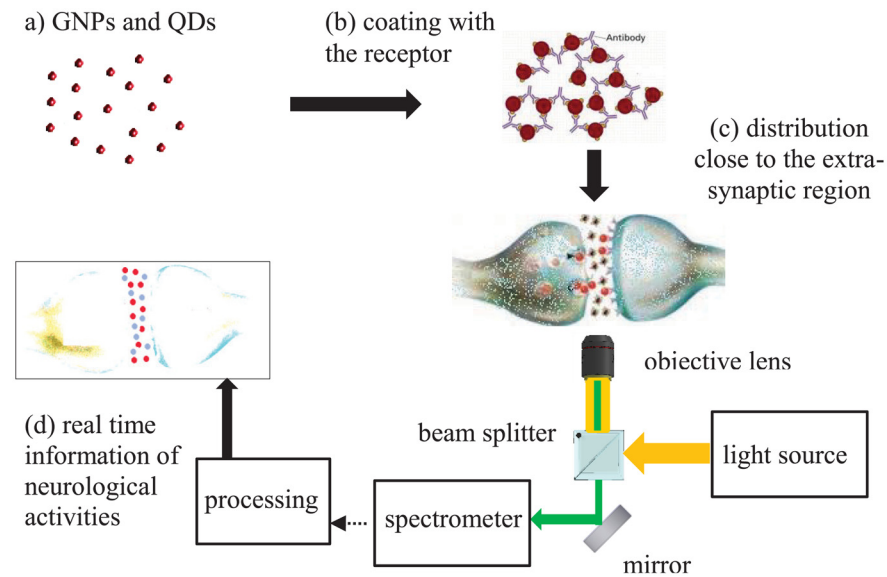 a) GNPs and QDs
(b) coating with
the receptor
Antibody
(c) distribution
close to the extra-
synaptic region
objective lens
beam splitter
light source
(d) real time
information of
neurological
activities
processing
spectrometer
mirror